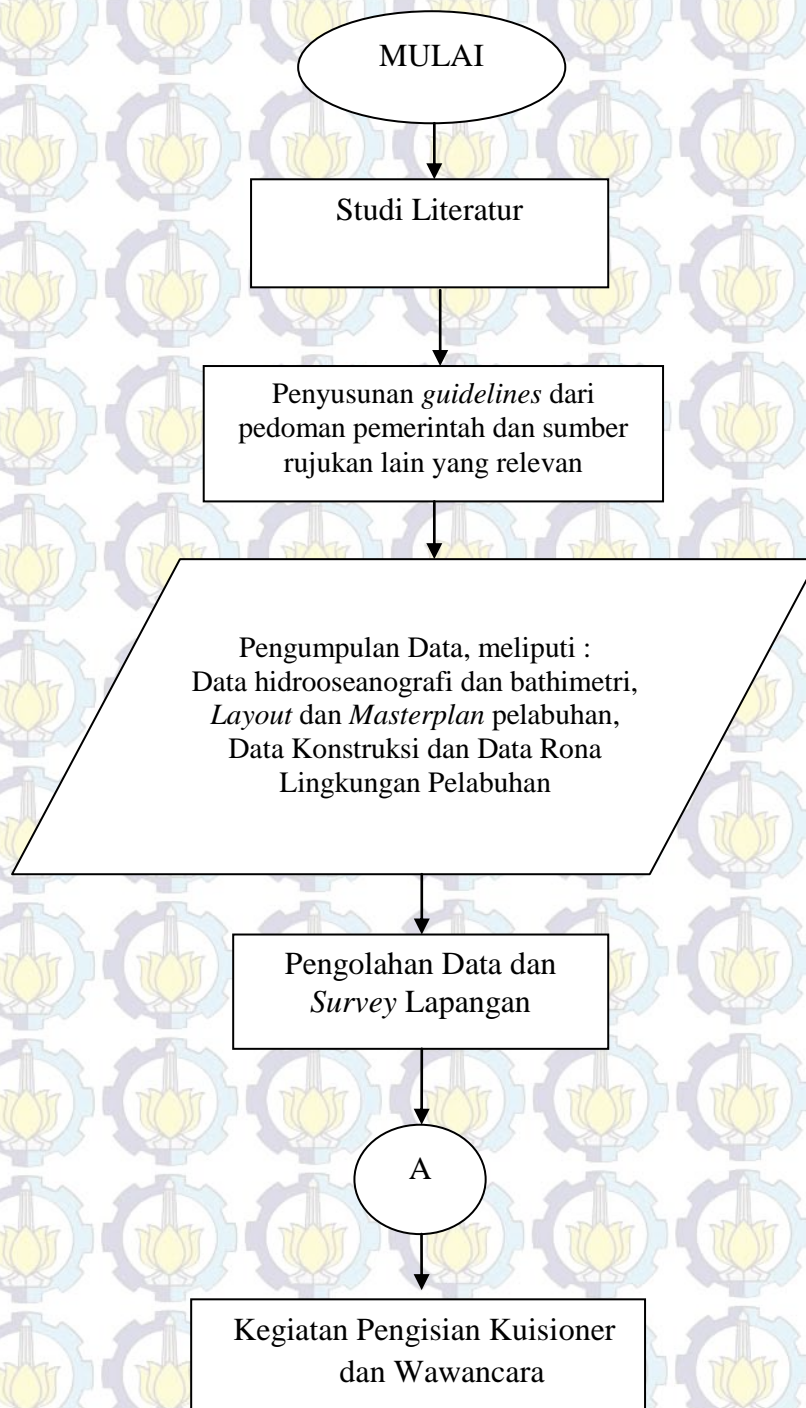 MULAI
Studi Literatur
Penyusunan guidelines dari
pedoman pemerintah dan sumber
rujukan lain yang relevan
Pengumpulan Data, meliputi :
Data hidrooseanografi dan bathimetri,
Layout dan Masterplan pelabuhan,
Data Konstruksi dan Data Rona
Lingkungan Pelabuhan
Pengolahan Data dan
Survey Lapangan
A
Kegiatan Pengisian Kuisioner
dan Wawancara